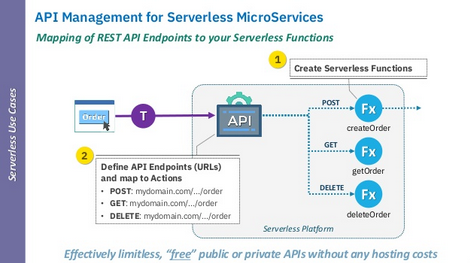 API Management for Serverless MicroServices
Mapping of REST API Endpoints to your Serverless Functions
Serverless Use Cases
1
Create Serverless Functions
Order
T
API
POST
Fx
createOrder
GET
Fx
getOrder
DELETE
Fx
deleteOrder
2
Define API Endpoints (URLs)
and map to Actions
• POST: mydomain.com/.../order
• GET: mydomain.com/.../order
• DELETE: mydomain.com/.../order
Serverless Platform
Effectively limitless, “free” public or private APIs without any hosting costs